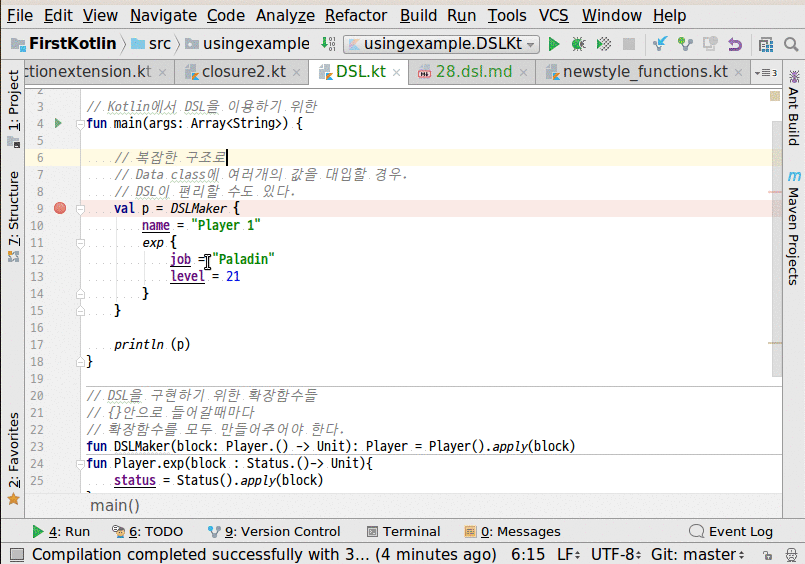 File Edit View Navigate Code Analyze Refactor Build Run Tools VCS Window Help
FirstKotlin src usingexample usingexample.DSLKt
ctionextension.kt closure2.kt DSL.kt 28.dsl.md newstyle_functions.kt 3
1: Project
7: Structure
2: Favorites
2
3 // Kotlin에서 DSL을 이용하기 위한
4 fun main(args: Array<String>) {
5
6 // 복잡한 구조로
7 // Data class에 여러개의 값을 대입할 경우.
8 // DSL이 편리할 수도 있다.
9 val p = DSLMaker {
10 name = "Player 1"
11 exp {
12 job = "Paladin"
13 level = 21
14 }
15 }
16
17 println (p)
18 }
19
20 // DSL을 구현하기 위한 확장함수들
21 // {}안으로 들어갈때마다
22 // 확장함수를 모두 만들어주어야 한다.
23 fun DSLMaker(block: Player.() -> Unit): Player = Player().apply(block)
24 fun Player.exp(block : Status.()-> Unit){
25 status = Status().apply(block)
main()
Ant Build
m Maven Projects
4: Run 6: TODO 9: Version Control Terminal 0: Messages Event Log
Compilation completed successfully with 3... (4 minutes ago) 6:15 LF UTF-8 Git: master